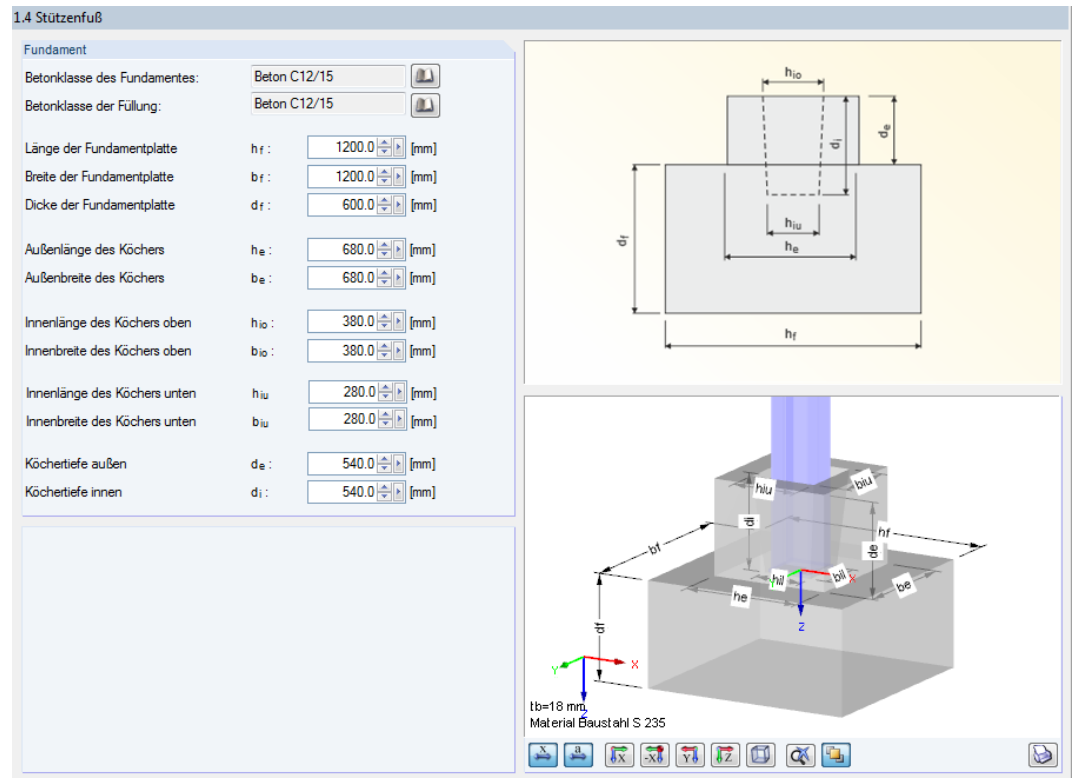 1.4 Stützenfuß
Fundament
Betonklasse des Fundamentes: Beton C12/15
Betonklasse der Füllung: Beton C12/15
Länge der Fundamentplatte hf : 1200.0 [mm]
Breite der Fundamentplatte bf : 1200.0 [mm]
Dicke der Fundamentplatte df : 600.0 [mm]
Außenlänge des Köchers he : 680.0 [mm]
Außenbreite des Köchers be : 680.0 [mm]
Innenlänge des Köchers oben hio : 380.0 [mm]
Innenbreite des Köchers oben bio : 380.0 [mm]
Innenlänge des Köchers unten hiu 280.0 [mm]
Innenbreite des Köchers unten biu 280.0 [mm]
Köchertiefe außen de : 540.0 [mm]
Köchertiefe innen di : 540.0 [mm]
hio
di
de
hiu
he
df
hf
hiu
biu
di
hf
bf
de
hil
bil
X
Y
he
be
Z
df
X
Y
Z
tb=18 mm
Material Baustahl S 235
x
a
X
-X
Y
Z